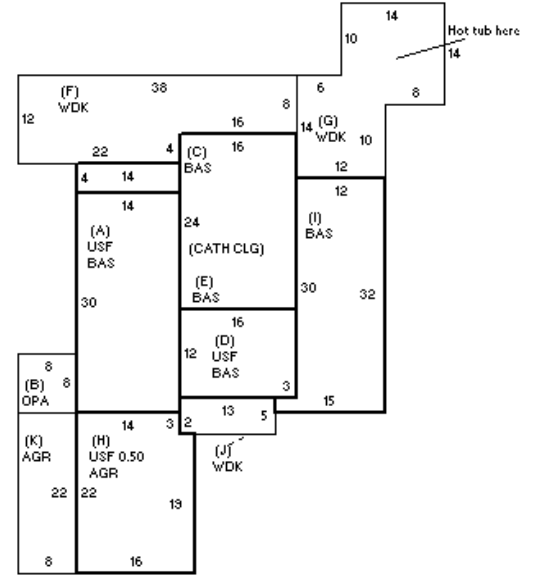 14
Hot tub here
10
14
(F)
WDK
38
6
8
8
12
16
14
(G)
WDK
10
22
4
(C)
BAS
16
12
4
14
12
14
(A)
USF
BAS
24
(I)
BAS
(CATH CLG)
30
(E)
BAS
30
32
16
12
(D)
USF
BAS
8
(B)
OPA
8
3
15
13
5
14
3
2
(K)
AGR
(H)
USF 0.50
AGR
(J)
WDK
22
22
19
8
16